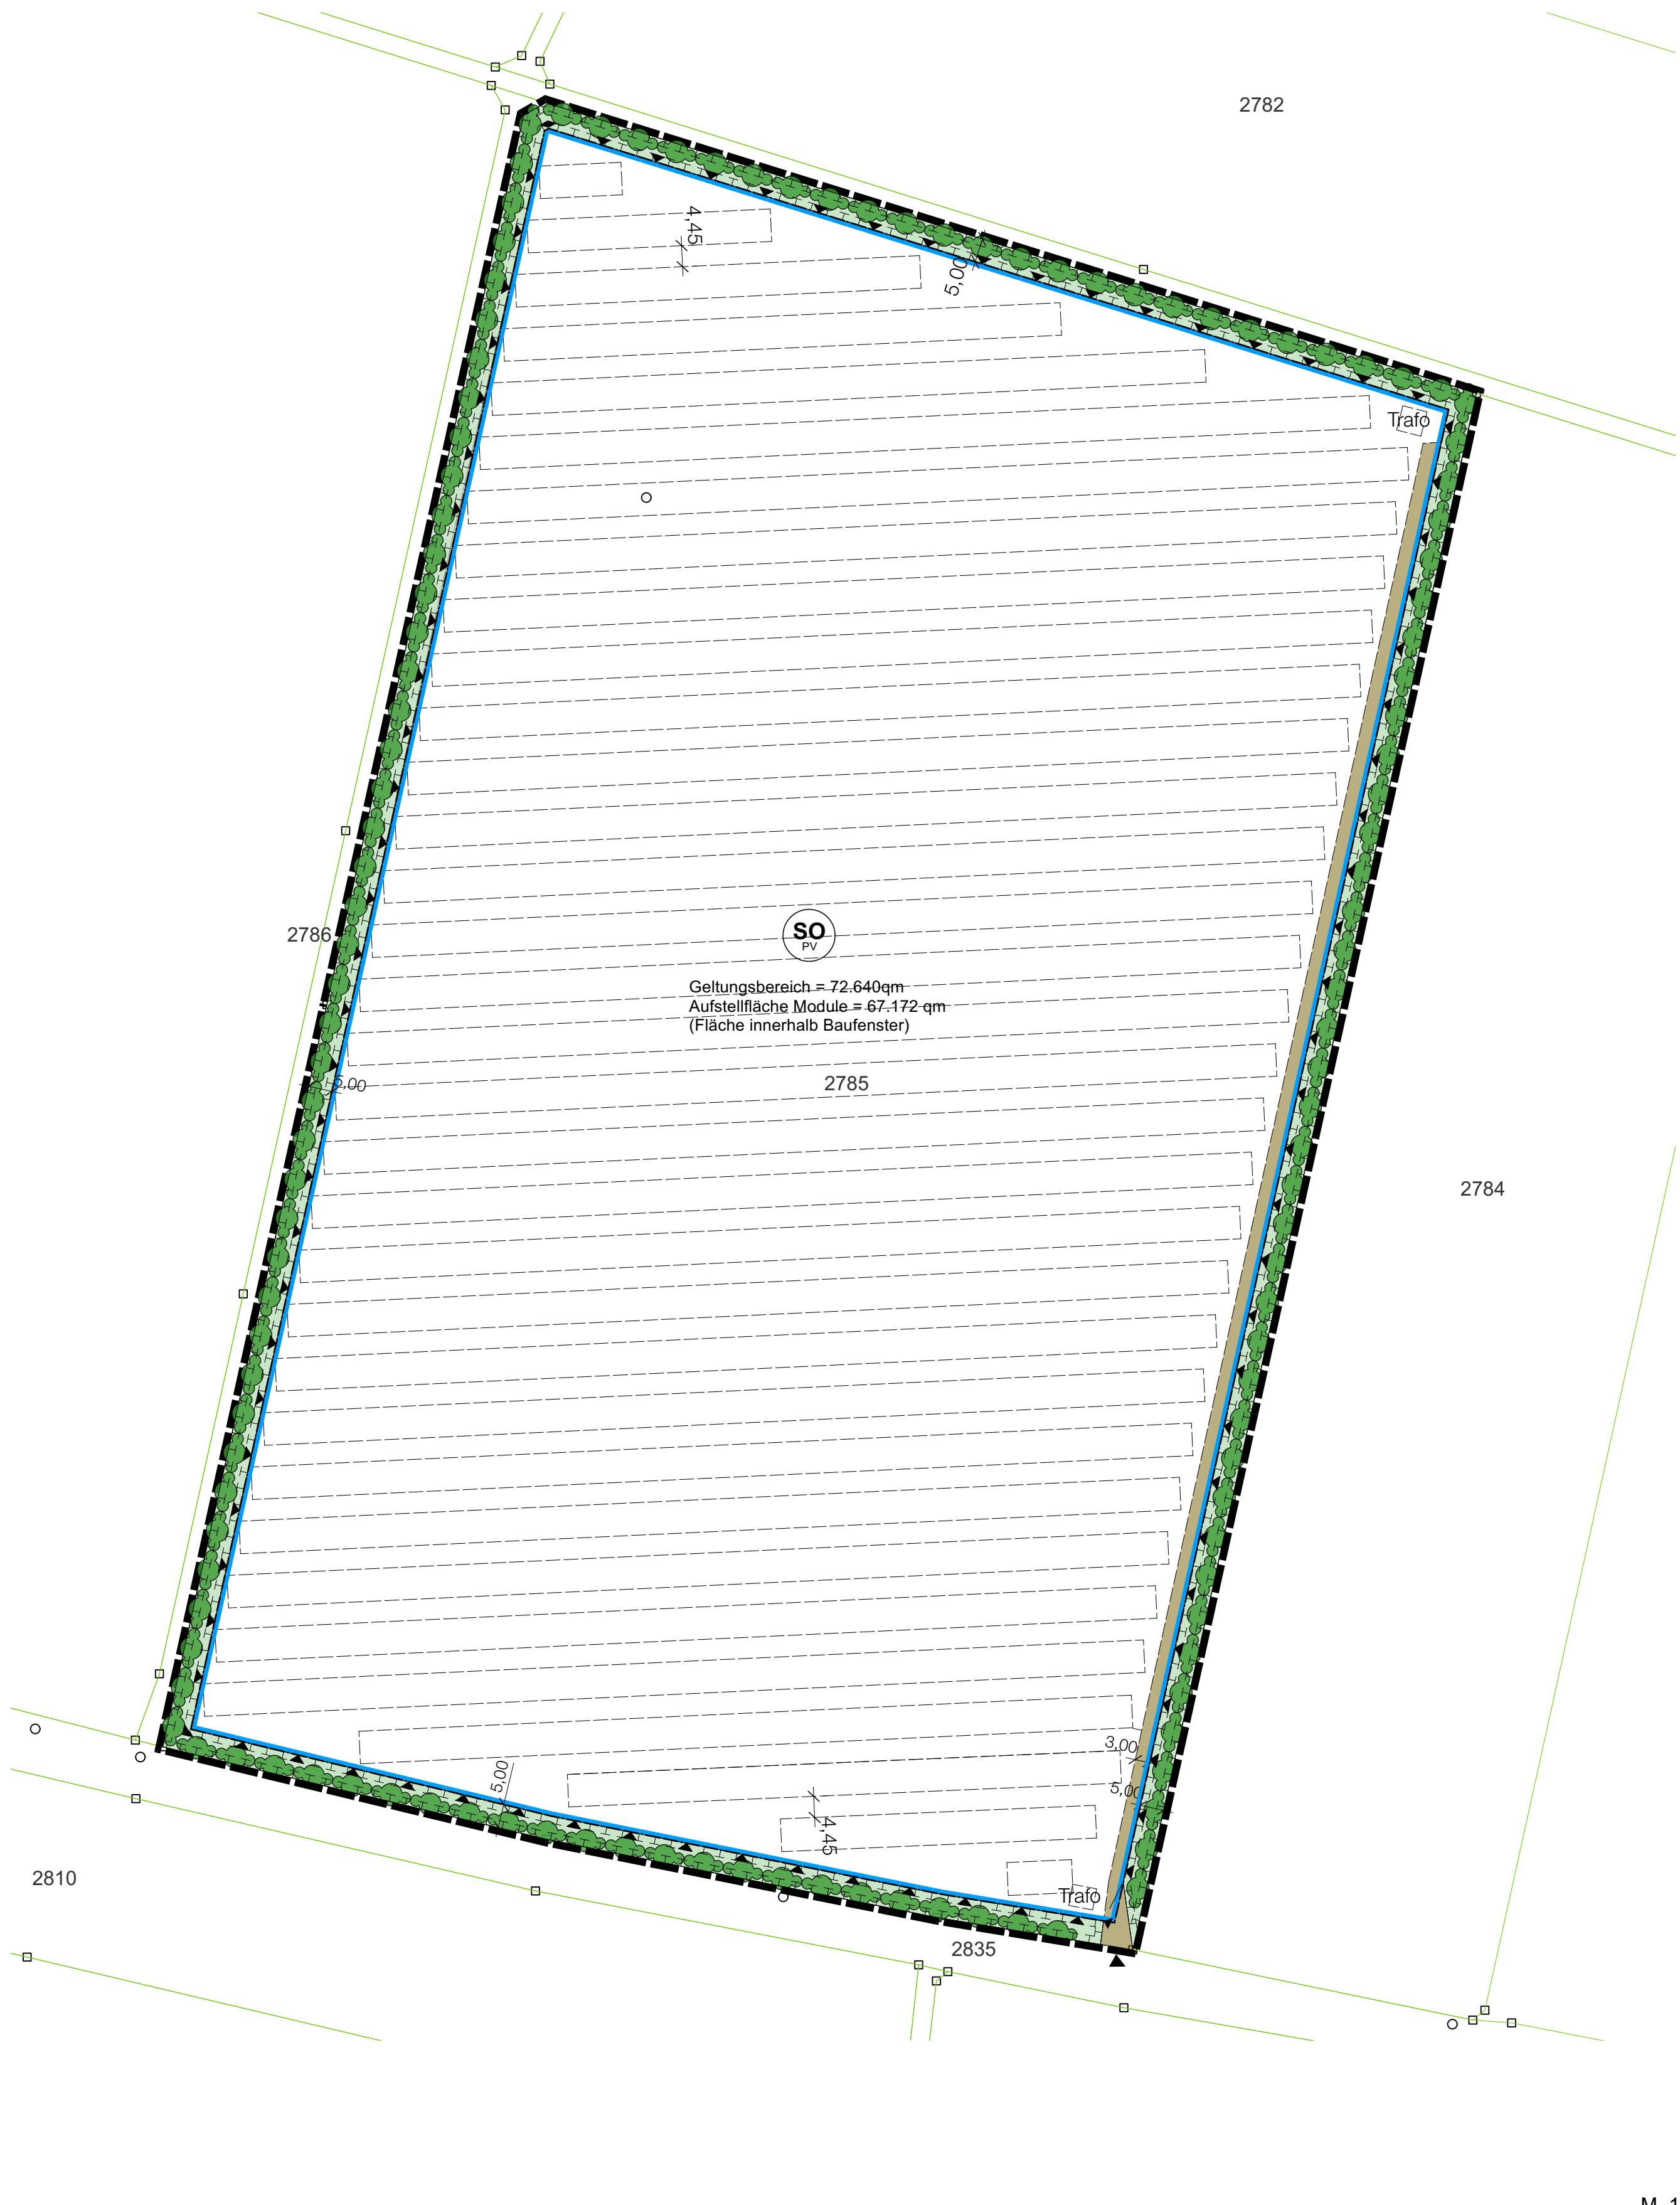 2782
4,45
5,00
Trafo
2786
SO
PV
Geltungsbereich = 72.640qm
Aufstellfläche Module = 67.172 qm
(Fläche innerhalb Baufenster)
5,00
2785
2784
3,00
5,00
5,00
4,45
2810
Trafo
2835